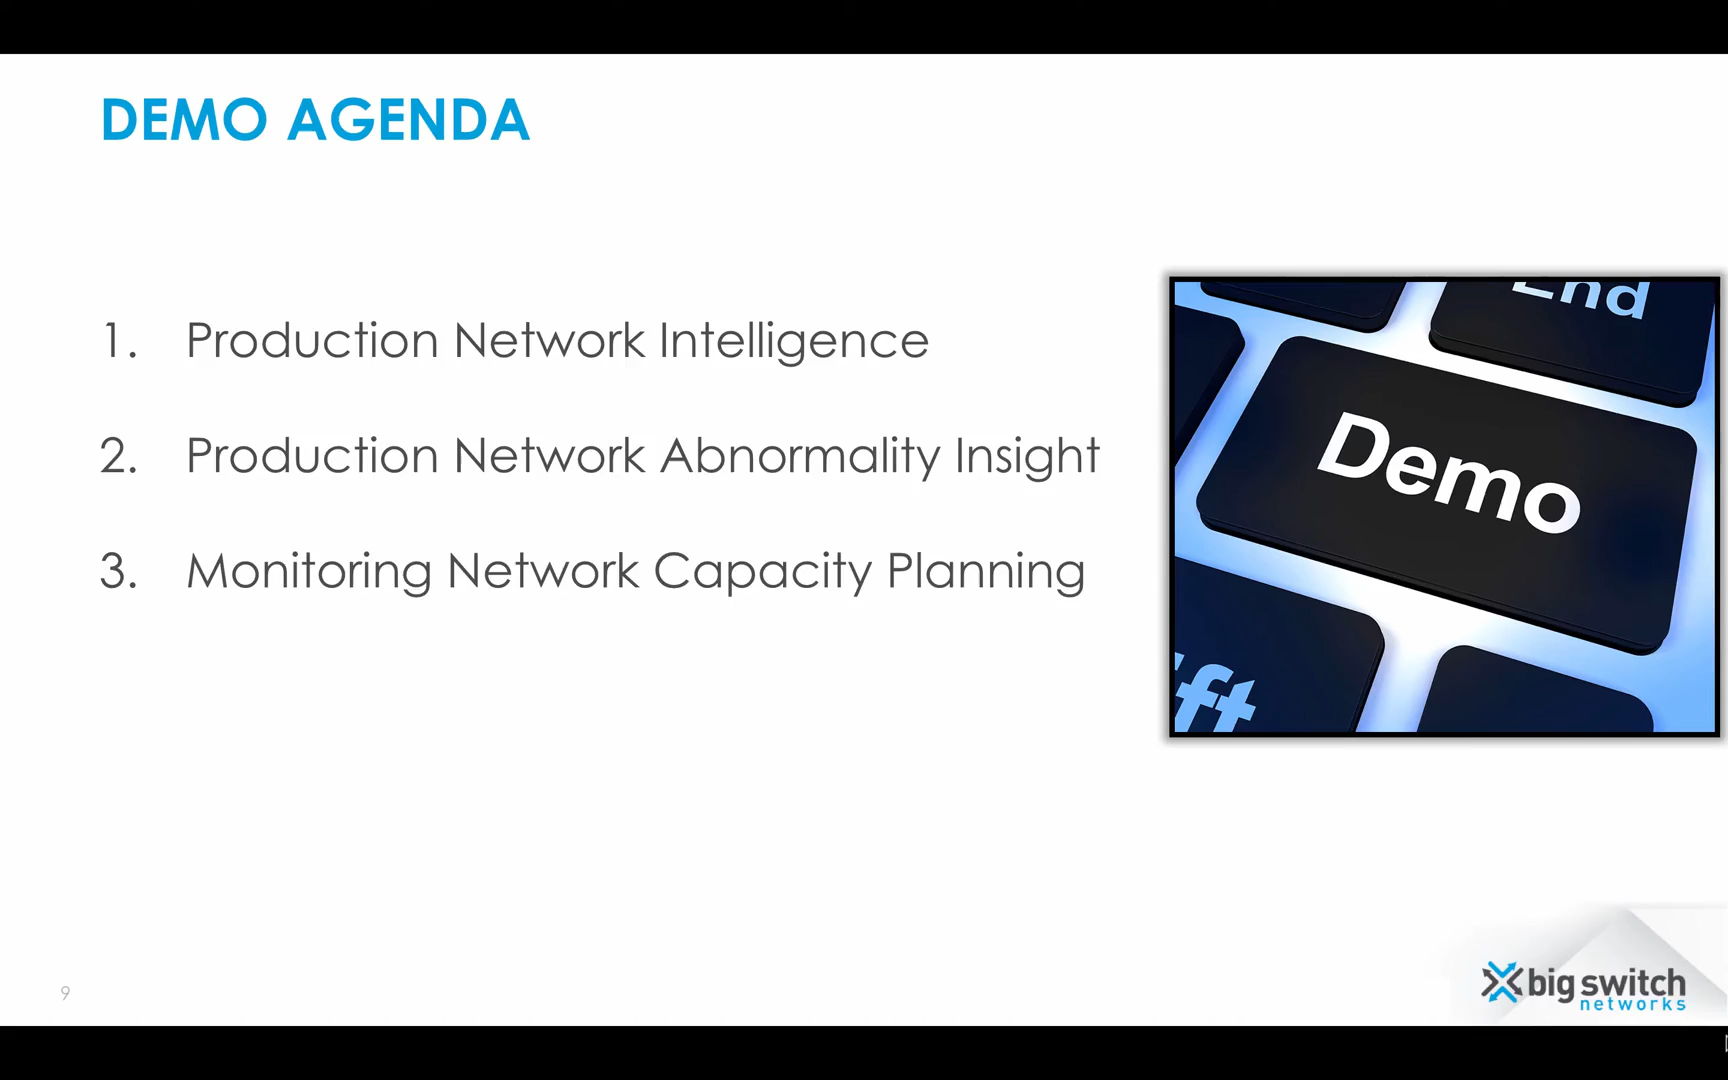 DEMO AGENDA
1. Production Network Intelligence
2. Production Network Abnormality Insight
3. Monitoring Network Capacity Planning
End
Demo
ift
9
big switch
networks